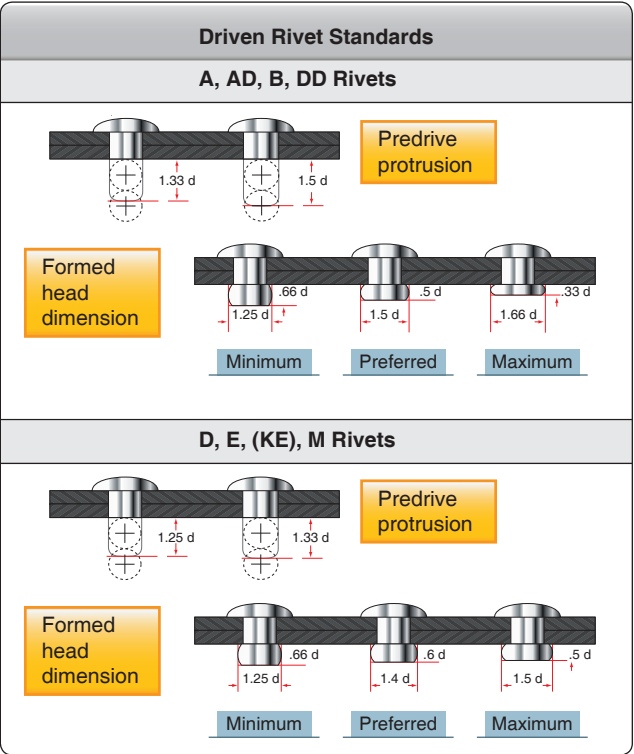 Driven Rivet Standards
A, AD, B, DD Rivets
Predrive
protrusion
1.33 d
1.5 d
Formed
head
dimension
.66 d
.5 d
.33 d
1.25 d
1.5 d
1.66 d
Minimum
Preferred
Maximum
D, E, (KE), M Rivets
Predrive
protrusion
1.25 d
1.33 d
Formed
head
dimension
.66 d
.6 d
.5 d
1.25 d
1.4 d
1.5 d
Minimum
Preferred
Maximum